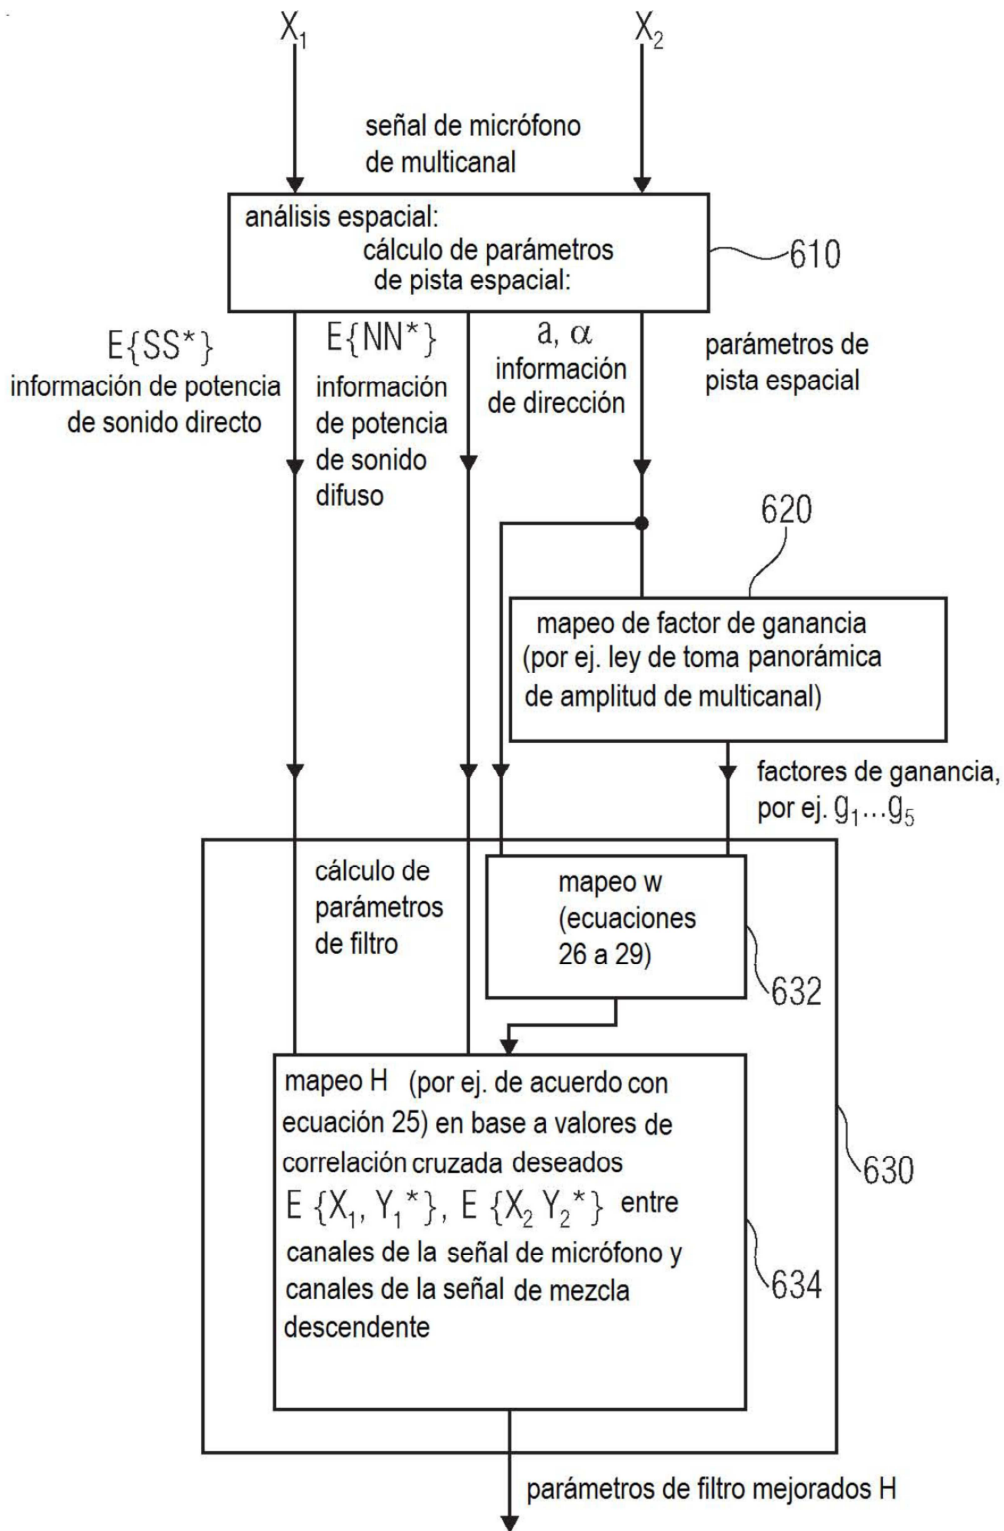 X₁
X₂
señal de micrófono
de multicanal
análisis espacial:
cálculo de parámetros
de pista espacial:
610
E{SS*}
información de potencia
de sonido directo
E{NN*}
información
de potencia
de sonido
difuso
a, α
información
de dirección
parámetros de
pista espacial
620
mapeo de factor de ganancia
(por ej. ley de toma panorámica
de amplitud de multicanal)
factores de ganancia,
por ej. g₁...g₅
cálculo de
parámetros
de filtro
mapeo w
(ecuaciones
26 a 29)
632
mapeo H (por ej. de acuerdo con
ecuación 25) en base a valores de
correlación cruzada deseados
E {X₁, Y₁*}, E {X₂ Y₂*} entre
canales de la señal de micrófono y
canales de la señal de mezcla
descendente
630
634
parámetros de filtro mejorados H